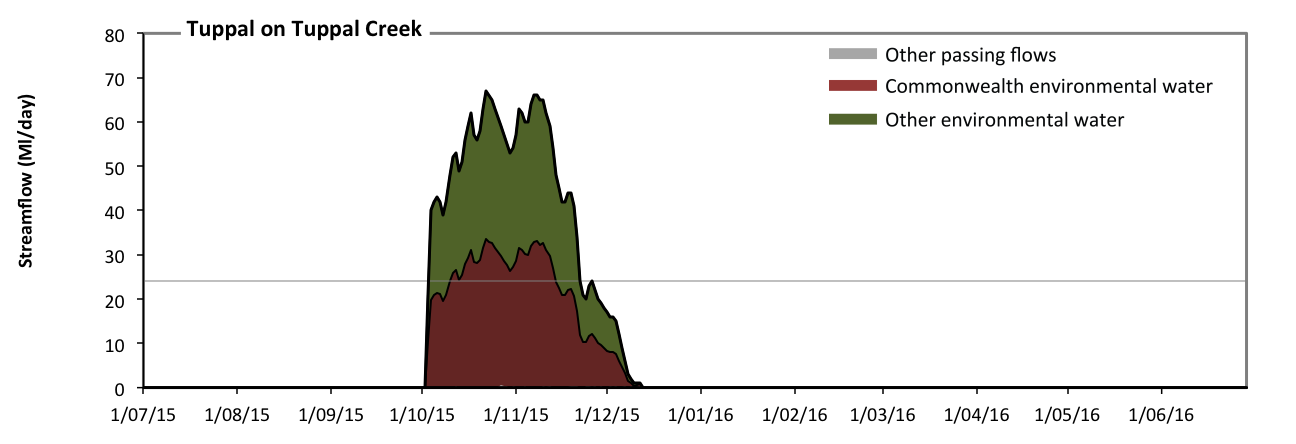 Tuppal on Tuppal Creek
Streamflow (Ml/day)
80
70
60
50
40
30
20
10
0
Other passing flows
Commonwealth environmental water
Other environmental water
1/07/15 1/08/15 1/09/15 1/10/15 1/11/15 1/12/15 1/01/16 1/02/16 1/03/16 1/04/16 1/05/16 1/06/16